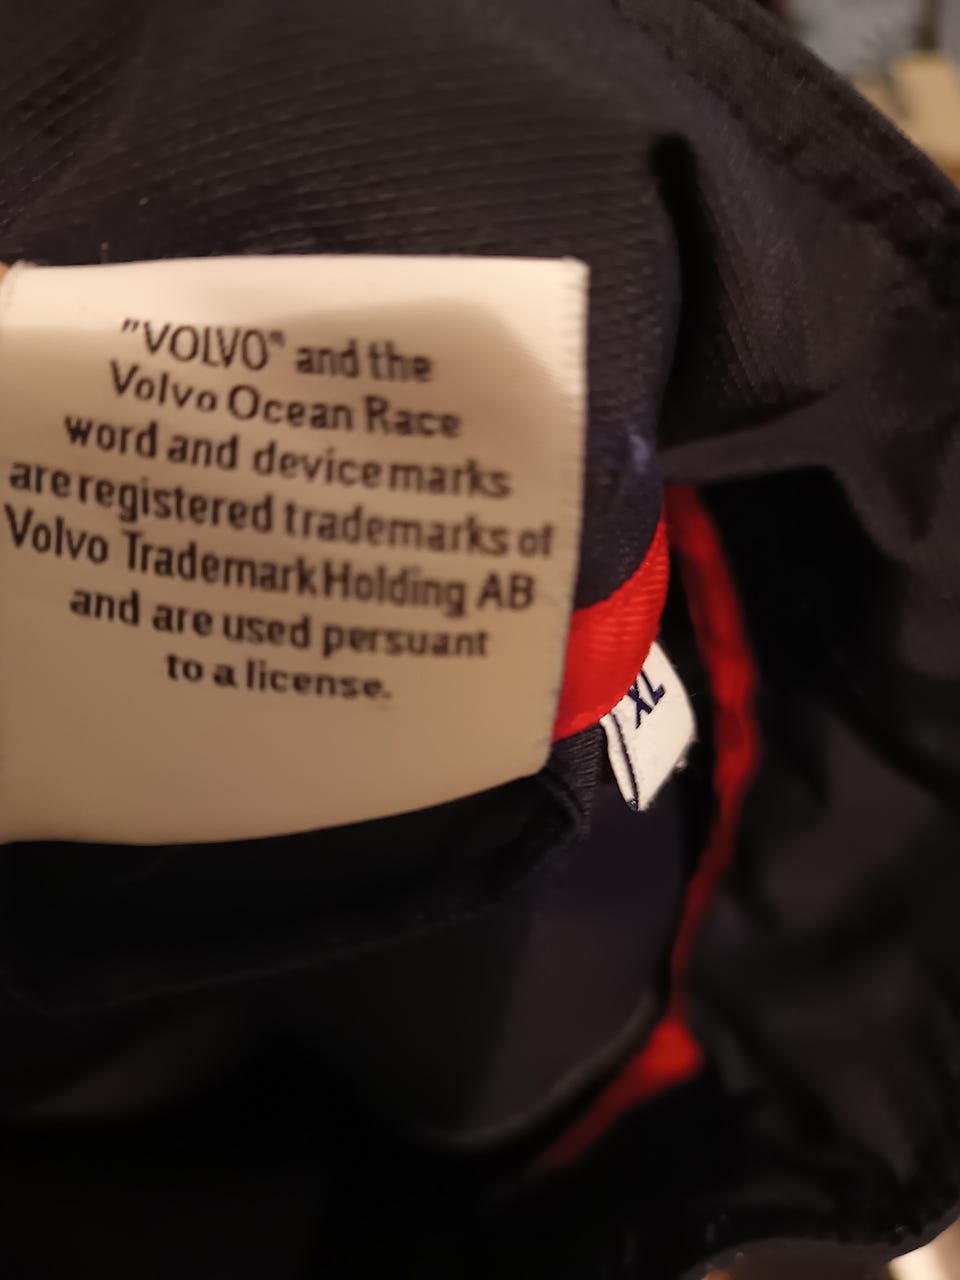 "VOLVO" and the
Volvo Ocean Race
word and device marks
are registered trademarks of
Volvo Trademark Holding AB
and are used persuant
to a license.